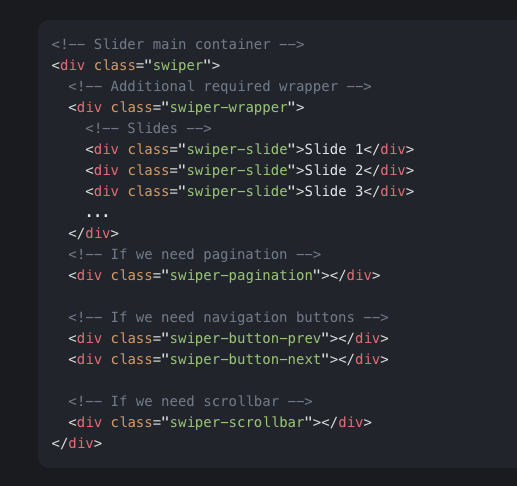 <!-- Slider main container -->
<div class="swiper">
  <!-- Additional required wrapper -->
  <div class="swiper-wrapper">
    <!-- Slides -->
    <div class="swiper-slide">Slide 1</div>
    <div class="swiper-slide">Slide 2</div>
    <div class="swiper-slide">Slide 3</div>
    ...
  </div>
  <!-- If we need pagination -->
  <div class="swiper-pagination"></div>

  <!-- If we need navigation buttons -->
  <div class="swiper-button-prev"></div>
  <div class="swiper-button-next"></div>

  <!-- If we need scrollbar -->
  <div class="swiper-scrollbar"></div>
</div>